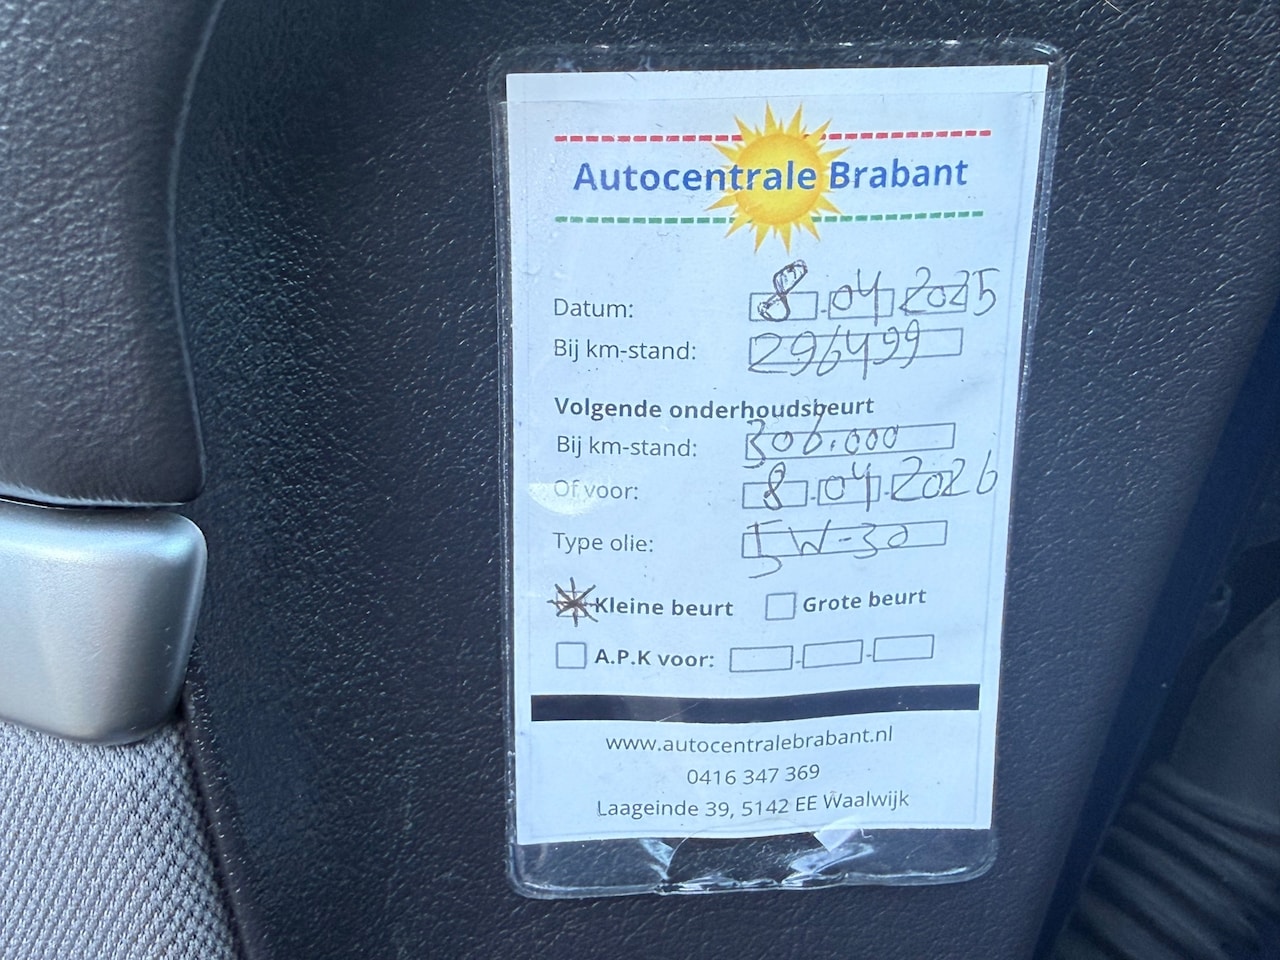 Autocentrale Brabant
Datum: 8-04-2025
Bij km-stand: 296499
Volgende onderhoudsbeurt
Bij km-stand: 306.000
Of voor: 8-04-2026
Type olie: 5W-30
Kleine beurt Grote beurt
A.P.K voor: - -
www.autocentralebrabant.nl
0416 347 369
Laageinde 39, 5142 EE Waalwijk